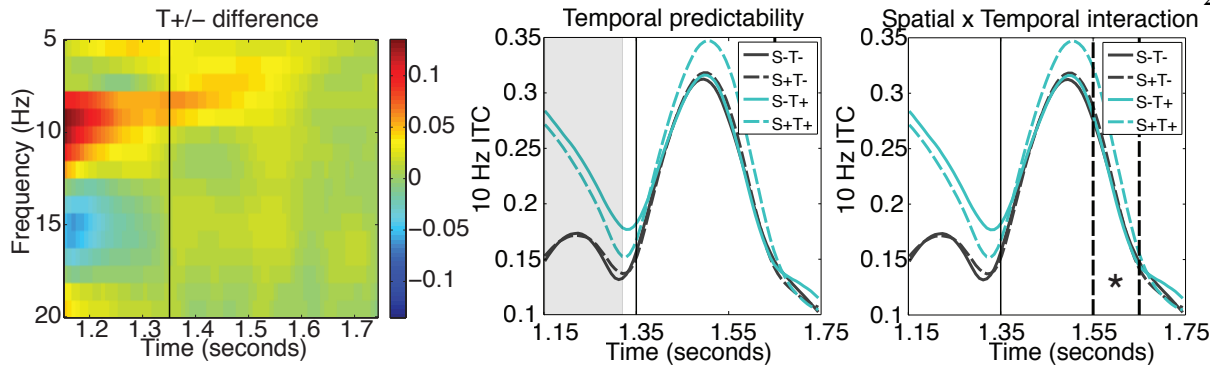 T+/− difference
5
10
15
20
Frequency (Hz)
1.2 1.3 1.4 1.5 1.6 1.7
Time (seconds)
0.1
0.05
0
−0.05
−0.1
Temporal predictability
0.35
0.3
0.25
0.2
0.15
0.1
10 Hz ITC
S-T-
S+T-
S-T+
S+T+
1.15 1.35 1.55 1.75
Time (seconds)
Spatial x Temporal interaction
0.35
0.3
0.25
0.2
0.15
0.1
10 Hz ITC
S-T-
S+T-
S-T+
S+T+
*
1.15 1.35 1.55 1.75
Time (seconds)